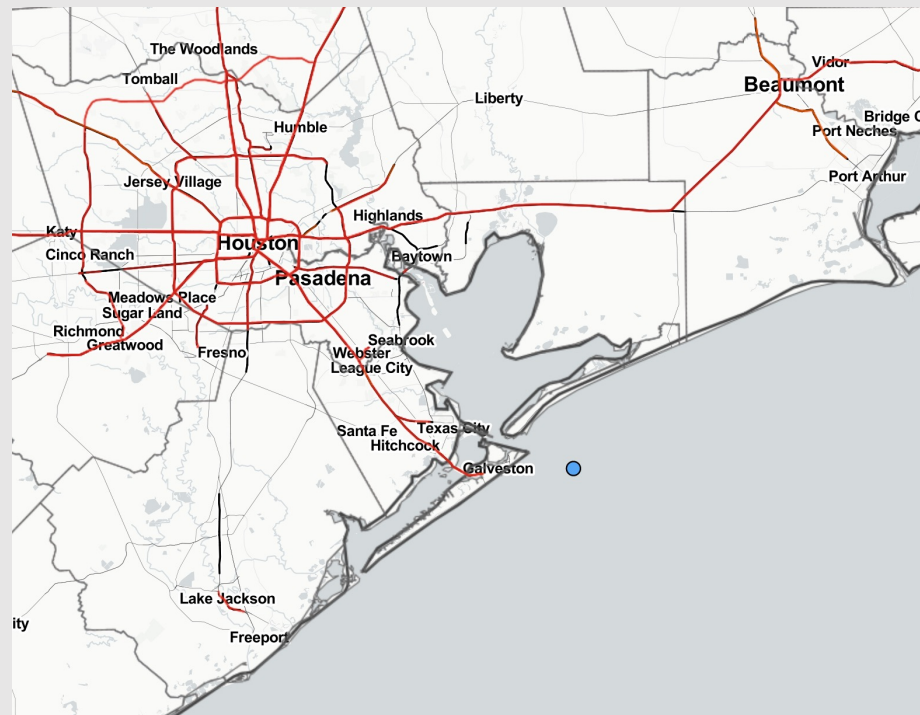 The Woodlands
Tomball
Vidor
Beaumont
Liberty
Bridge C
Humble
Port Neches
Jersey Village
Port Arthur
Highlands
Katy
Houston
Cinco Ranch
Baytown
Pasadena
Meadows Place
Sugar Land
Richmond
Seabrook
Greatwood
Fresno
Webster
League City
Santa Fe
Texas City
Hitchcock
Galveston
Lake Jackson
ity
Freeport